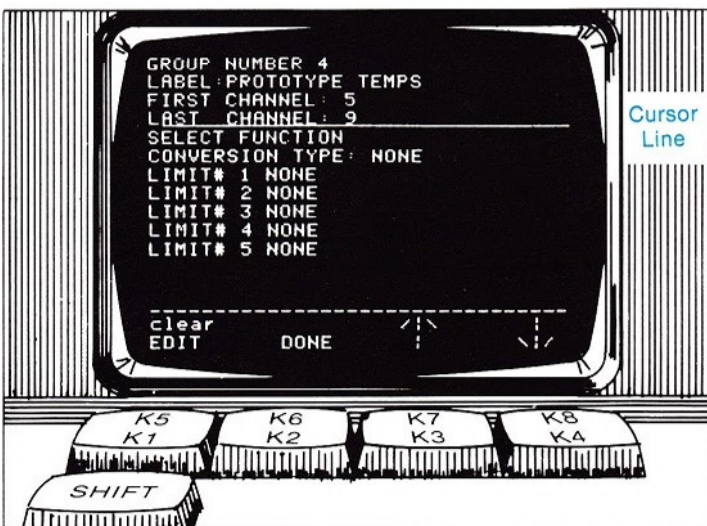 GROUP NUMBER 4
LABEL:PROTOTYPE TEMPS
FIRST CHANNEL: 5
LAST CHANNEL: 9
SELECT FUNCTION
CONVERSION TYPE: NONE
LIMIT# 1 NONE
LIMIT# 2 NONE
LIMIT# 3 NONE
LIMIT# 4 NONE
LIMIT# 5 NONE
clear
EDIT DONE
Cursor
Line
K5 K6 K7 K8
K1 K2 K3 K4
SHIFT